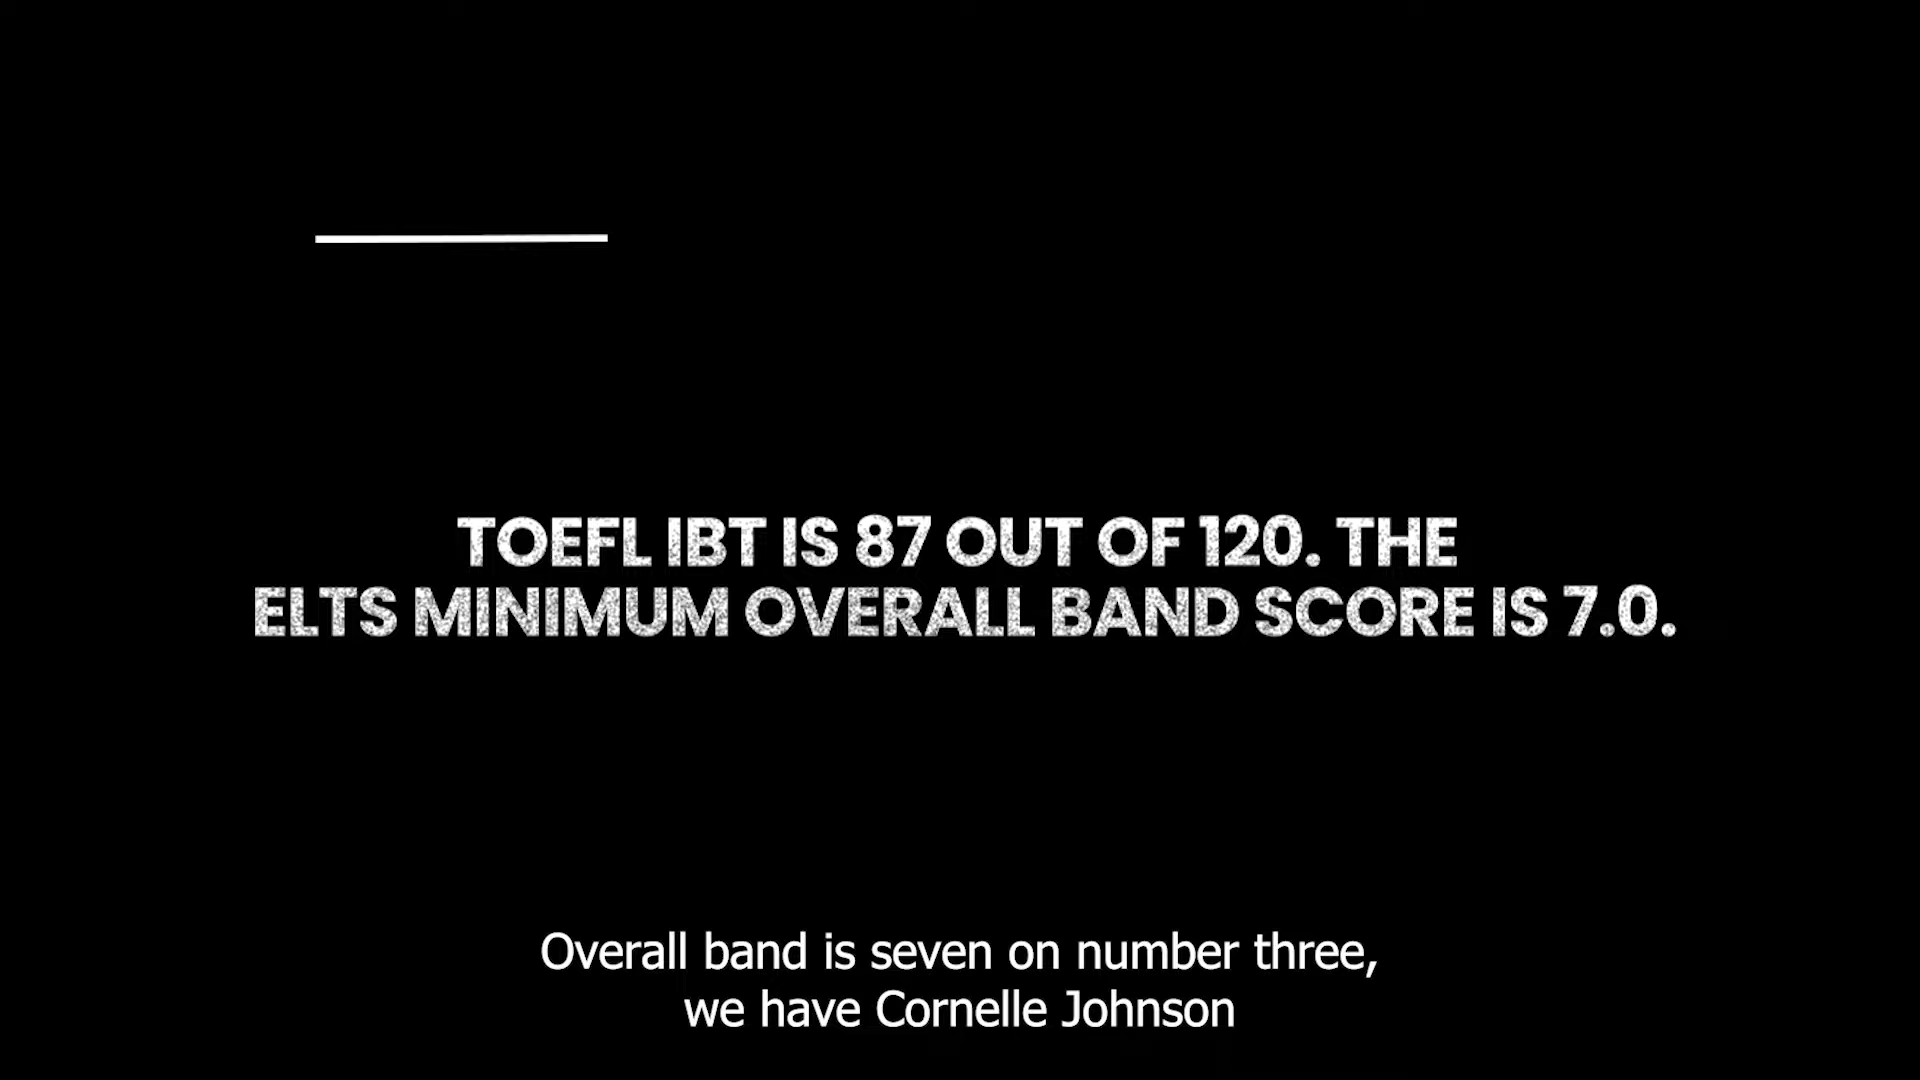 TOEFL IBT IS 87 OUT OF 120. THE
ELTS MINIMUM OVERALL BAND SCORE IS 7.0.
Overall band is seven on number three,
we have Cornelle Johnson